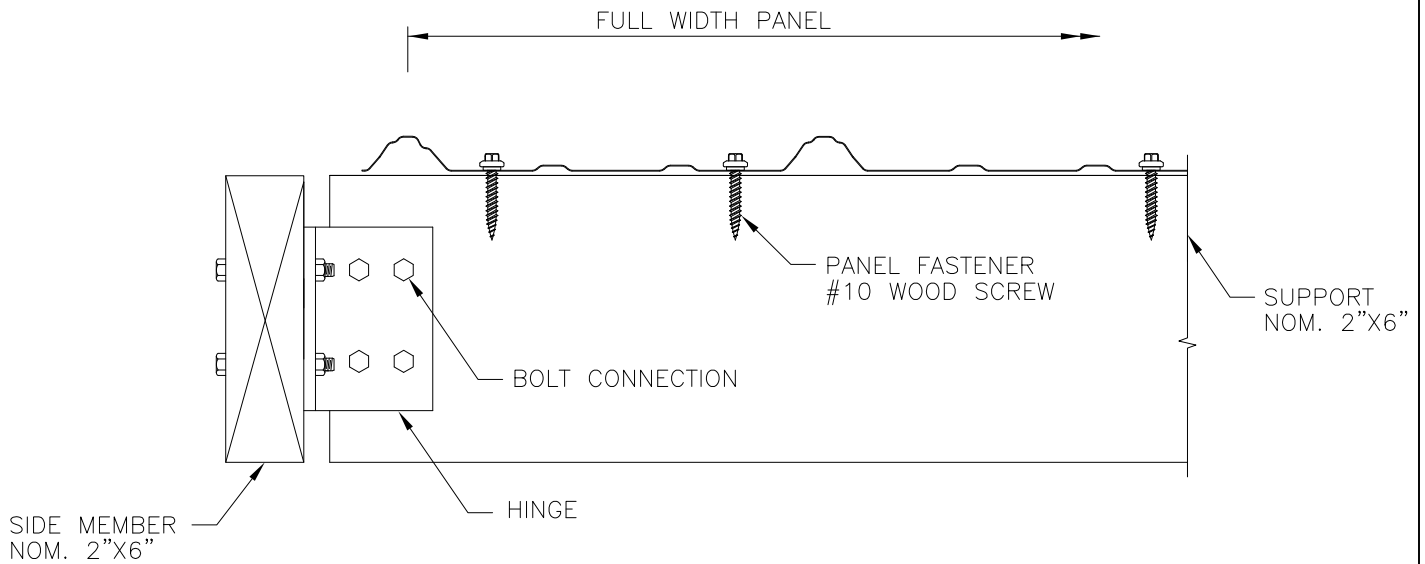 FULL WIDTH PANEL
PANEL FASTENER
#10 WOOD SCREW
SUPPORT
NOM. 2”X6”
BOLT CONNECTION
HINGE
SIDE MEMBER
NOM. 2”X6”